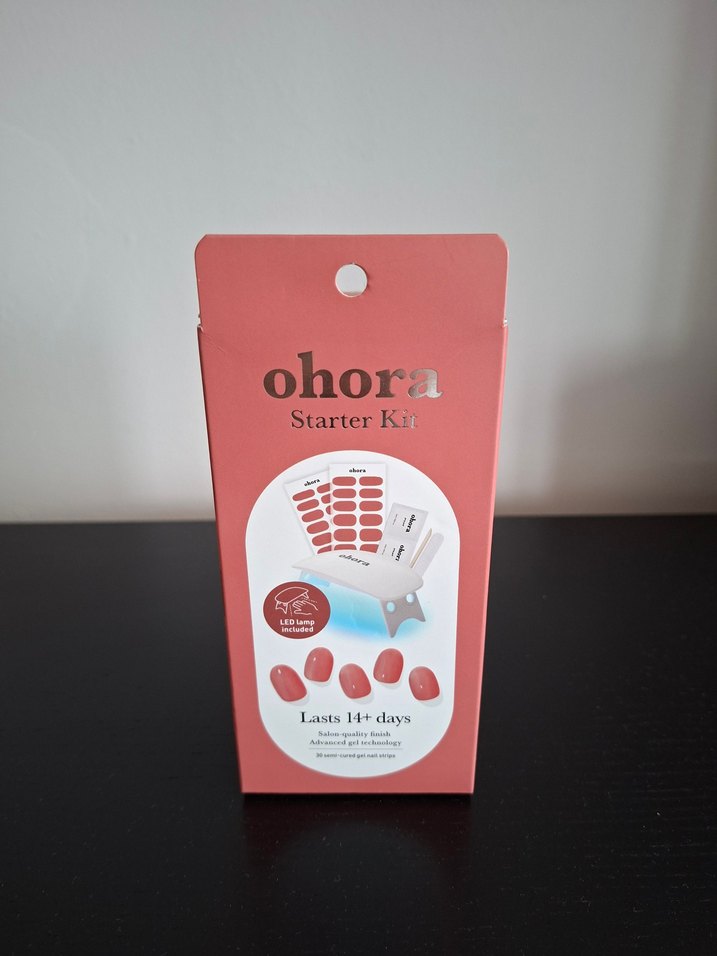 ohora
Starter Kit
ohora
ohora
ohora
ohora
ohora
LED lamp
included
Lasts 14+ days
Salon-quality finish
Advanced gel technology
30 semi-cured gel nail strips